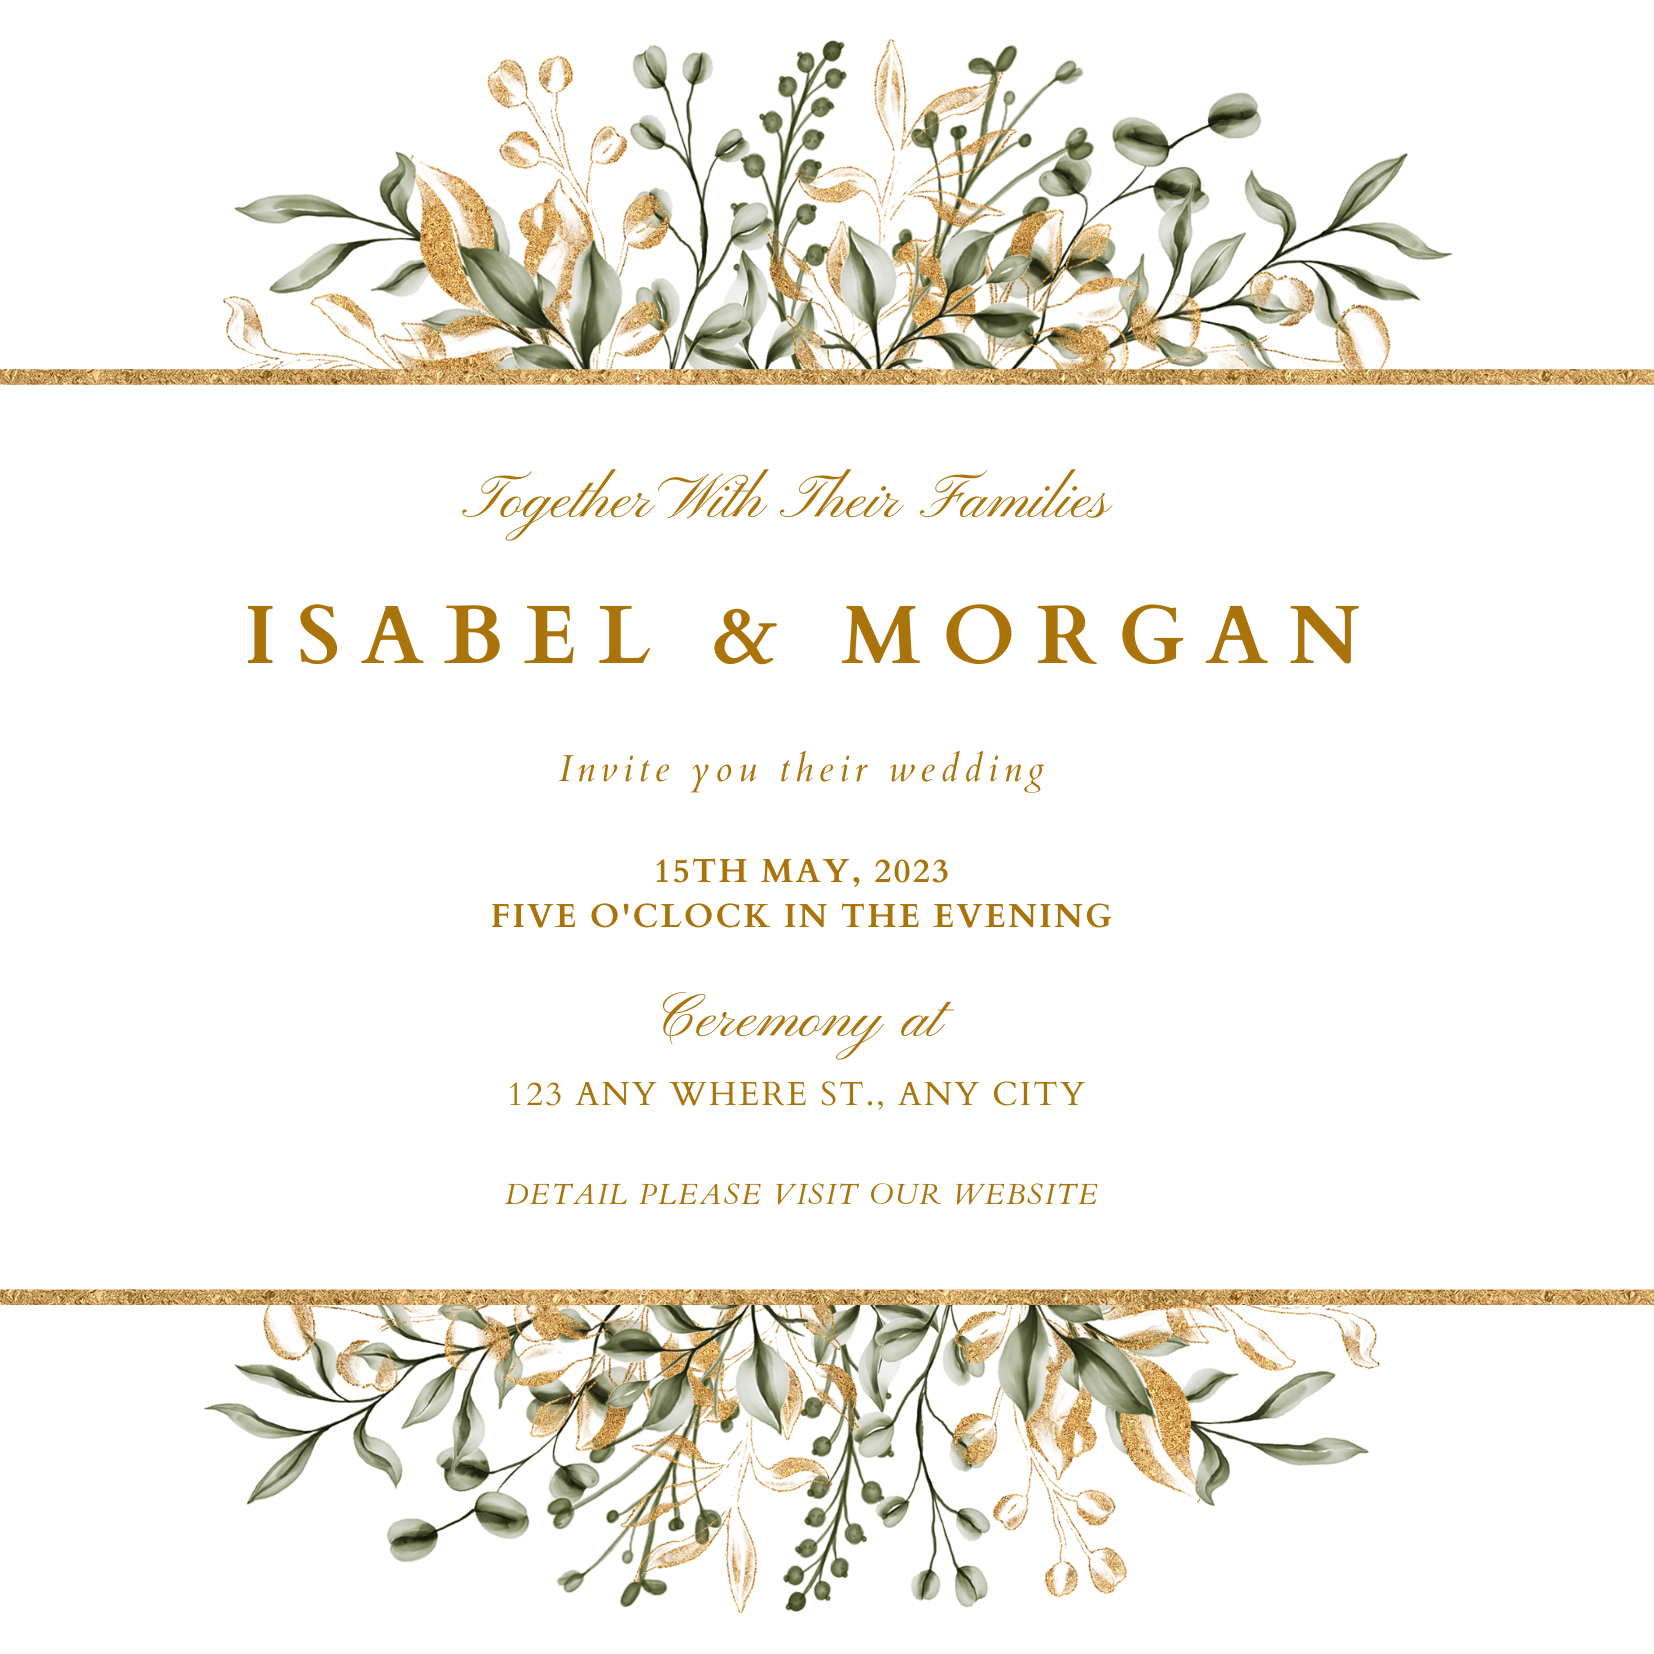 Together With Their Families
ISABEL & MORGAN
Invite you their wedding
15TH MAY, 2023
FIVE O'CLOCK IN THE EVENING
Ceremony at
123 ANY WHERE ST., ANY CITY
DETAIL PLEASE VISIT OUR WEBSITE